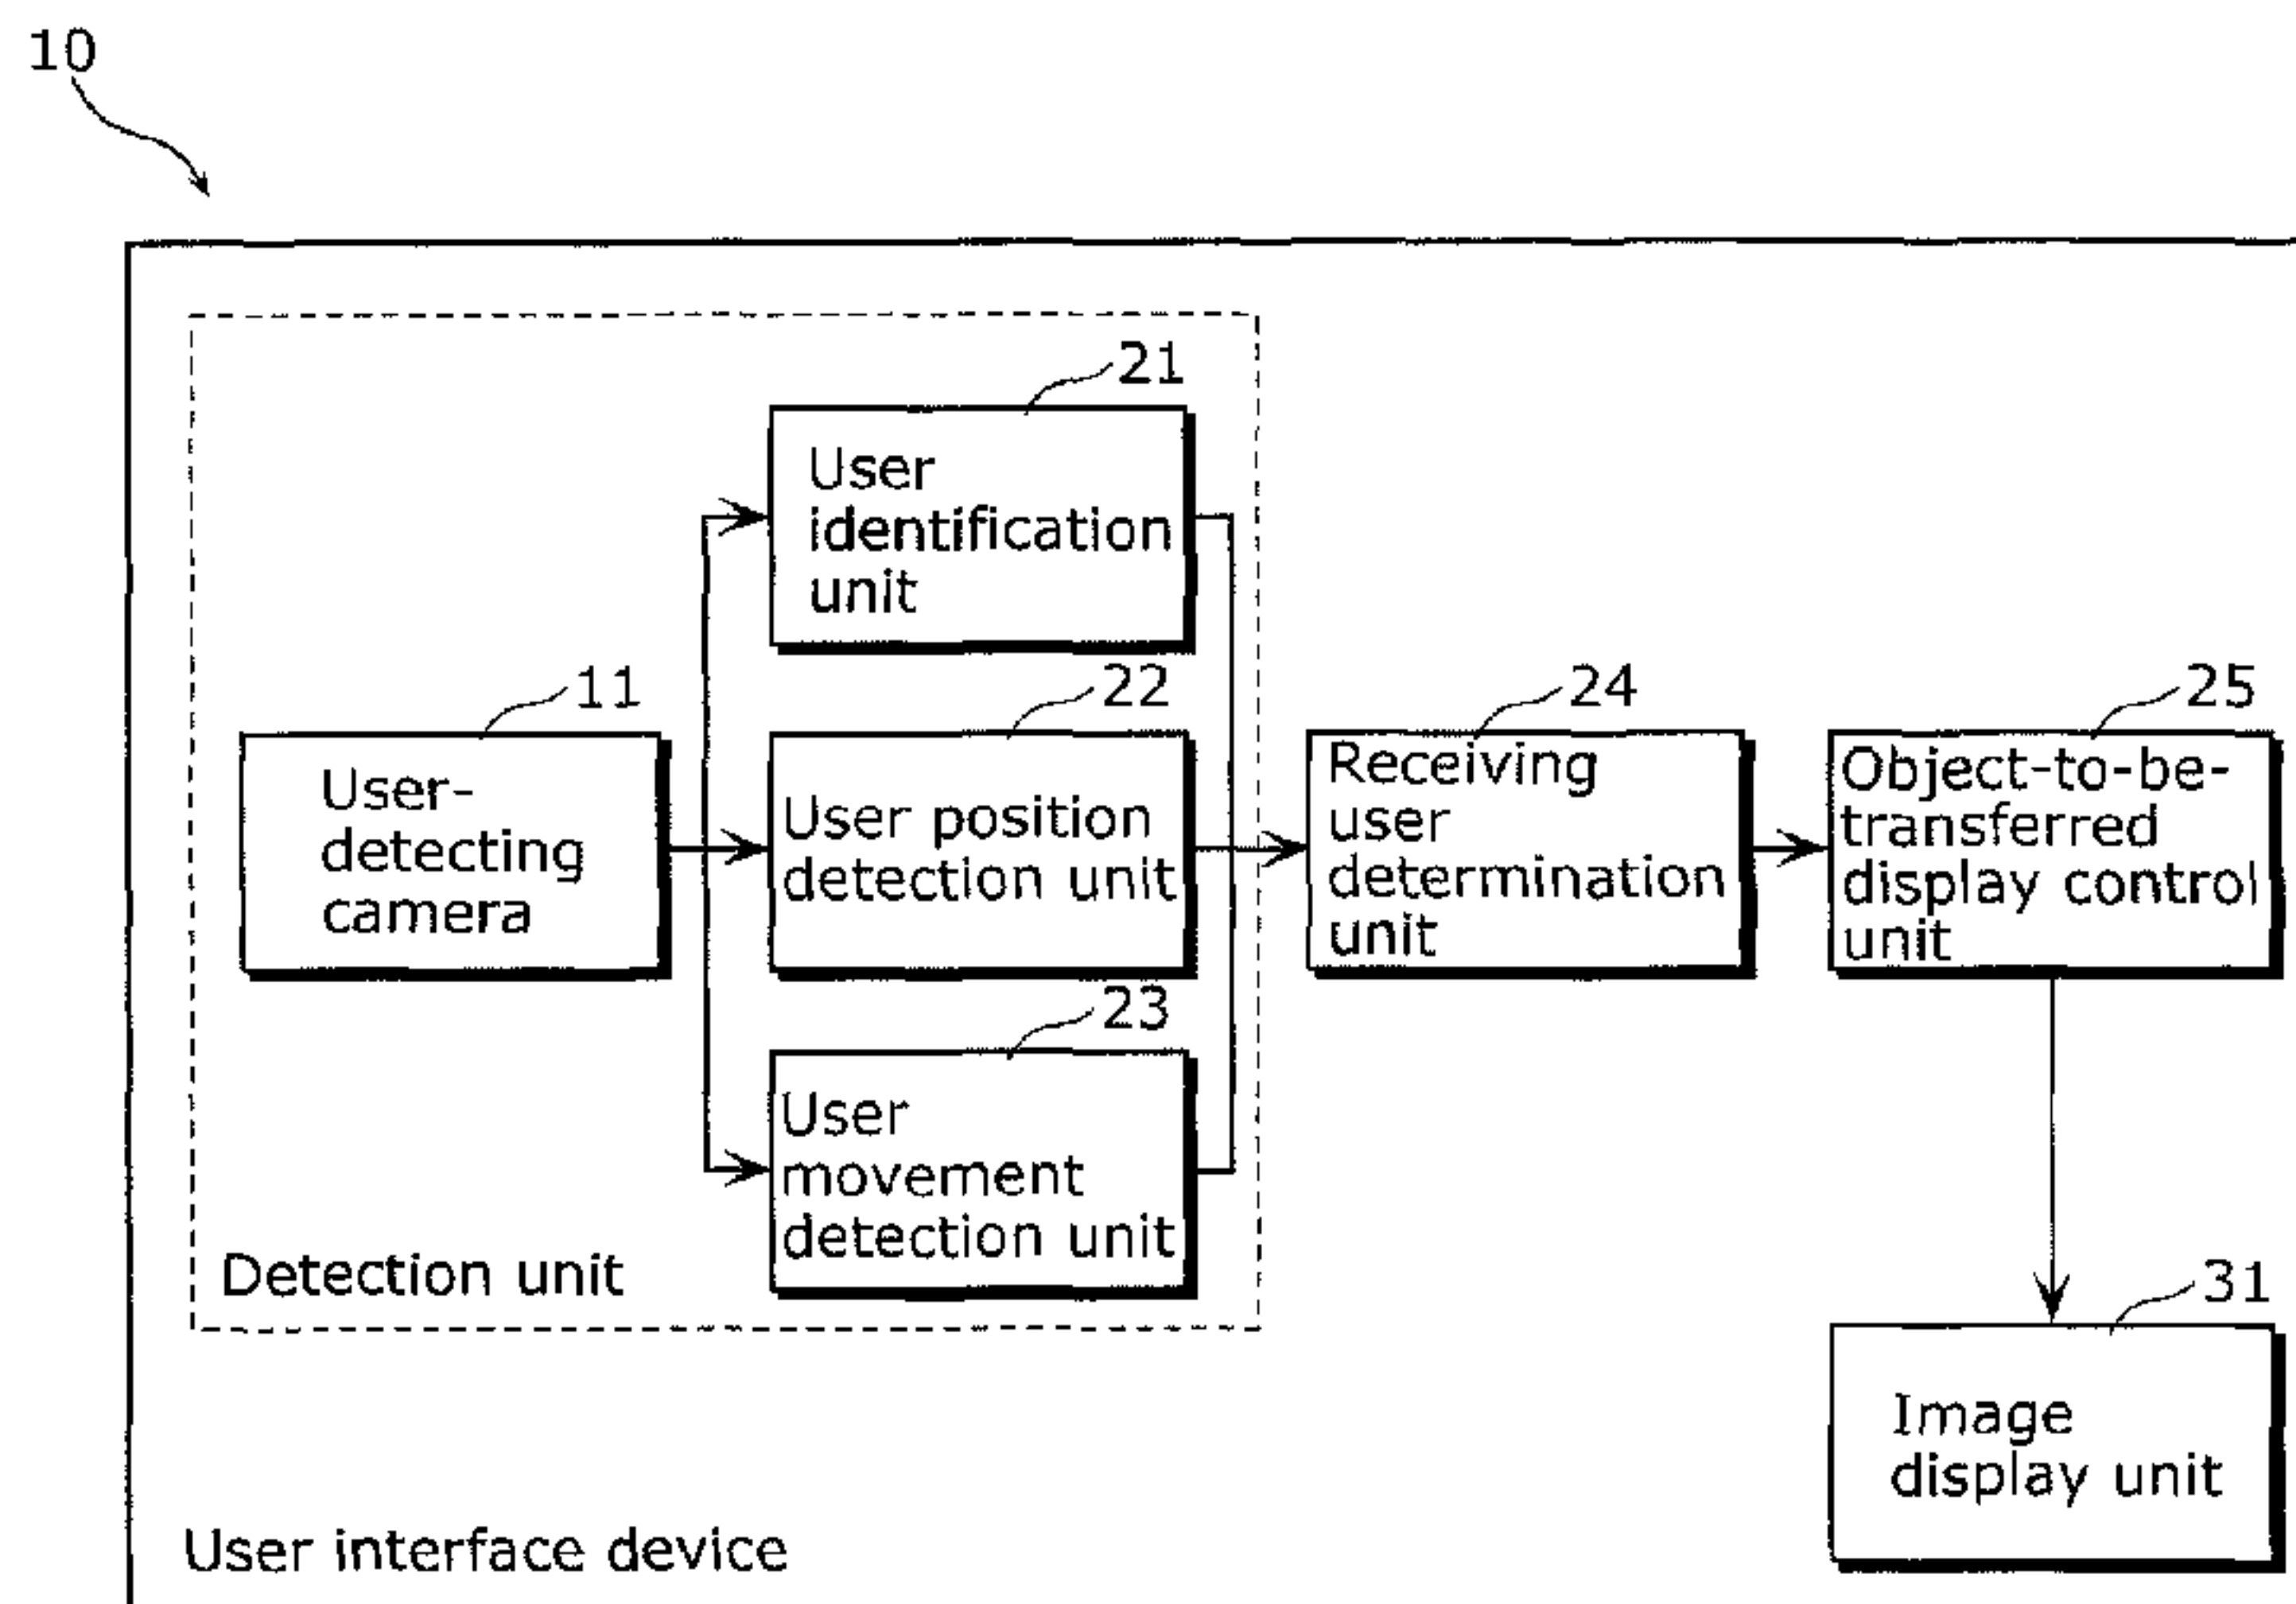 10
21
User
identification
unit
11
User-
detecting
camera
22
User position
detection unit
24
Receiving
user
determination
unit
25
Object-to-be-
transferred
display control
unit
23
User
movement
detection unit
Detection unit
31
Image
display unit
User interface device